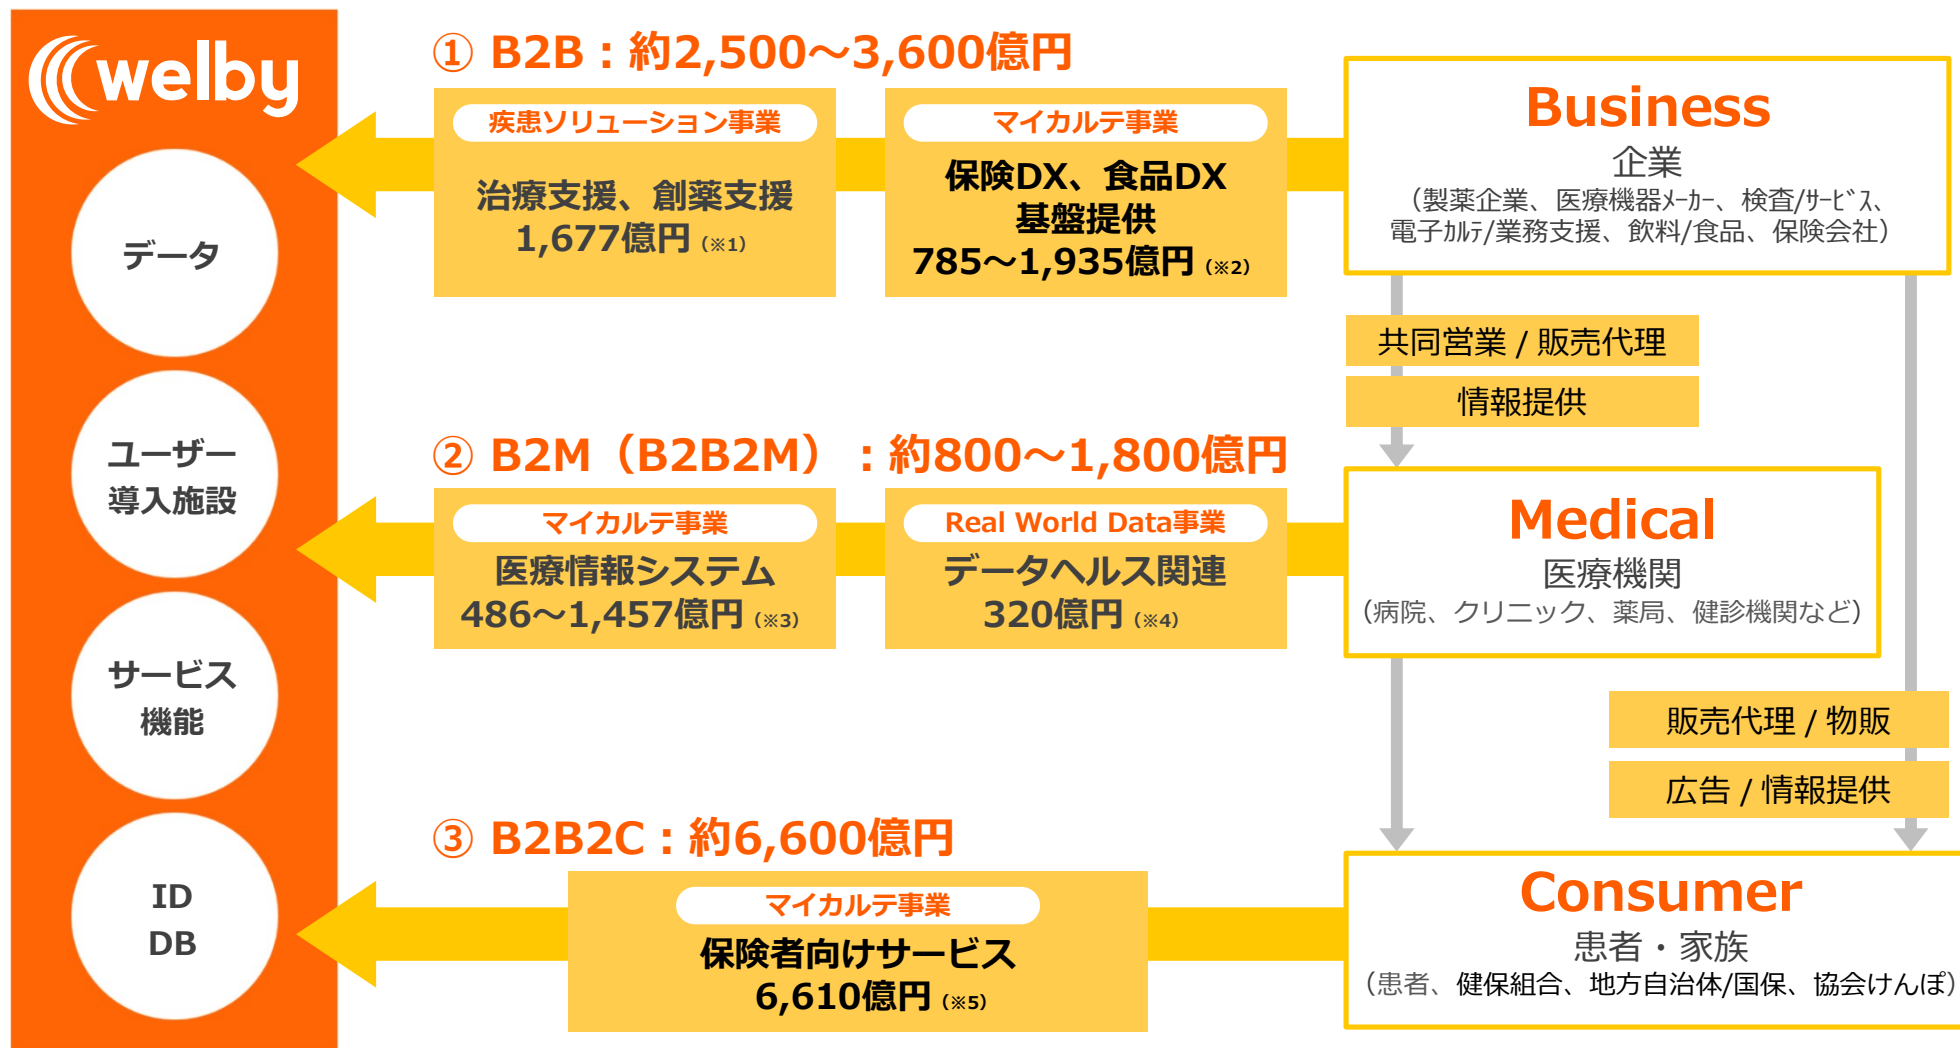 welby
データ
ユーザー
導入施設
サービス
機能
ID
DB
① B2B：約2,500～3,600億円
疾患ソリューション事業
治療支援、創薬支援
1,677億円（※1）
マイカルテ事業
保険DX、食品DX
基盤提供
785～1,935億円（※2）
Business
企業
（製薬企業、医療機器ﾒｰｶｰ、検査/ｻｰﾋﾞｽ、
電子ｶﾙﾃ/業務支援、飲料/食品、保険会社）
共同営業 / 販売代理
情報提供
② B2M（B2B2M）：約800～1,800億円
マイカルテ事業
医療情報システム
486～1,457億円（※3）
Real World Data事業
データヘルス関連
320億円（※4）
Medical
医療機関
（病院、クリニック、薬局、健診機関など）
販売代理 / 物販
広告 / 情報提供
③ B2B2C：約6,600億円
マイカルテ事業
保険者向けサービス
6,610億円（※5）
Consumer
患者・家族
（患者、健保組合、地方自治体/国保、協会けんぽ）